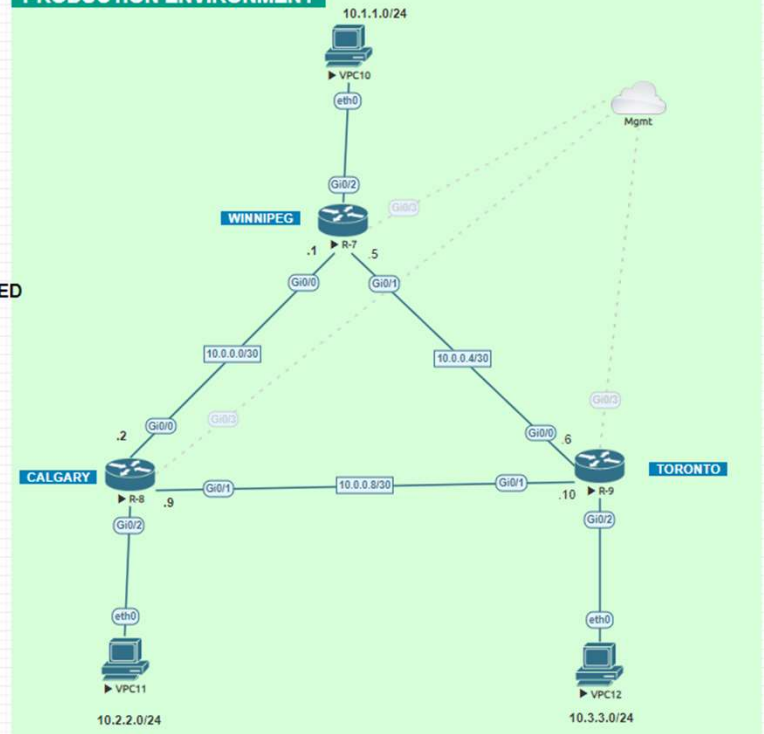 PRODUCTION ENVIRONMENT
10.1.1.0/24
VPC10
eth0
Mgmt
Gi0/2
Gi0/3
WINNIPEG
R-7
.1
.5
Gi0/0
Gi0/1
ED
10.0.0.0/30
10.0.0.4/30
Gi0/3
Gi0/3
Gi0/0
Gi0/0
.2
.6
CALGARY
TORONTO
R-8
Gi0/1
10.0.0.8/30
Gi0/1
R-9
.9
.10
Gi0/2
Gi0/2
eth0
eth0
VPC11
VPC12
10.2.2.0/24
10.3.3.0/24